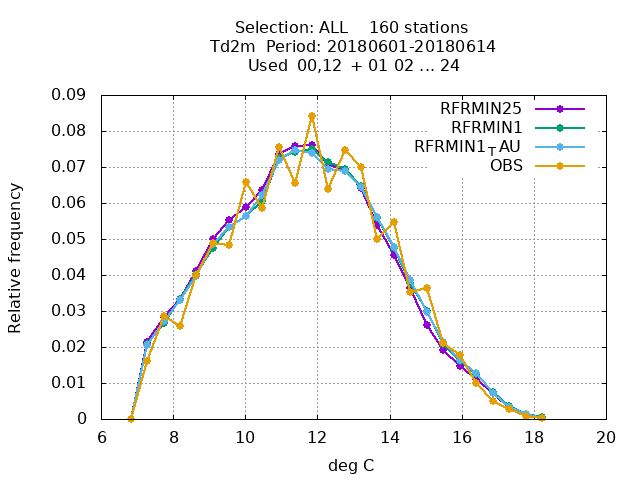 Selection: ALL    160 stations
Td2m  Period: 20180601-20180614
Used  00,12  + 01 02 ... 24
RFRMIN25
RFRMIN1
RFRMIN1┬AU
OBS
Relative frequency
0.09
0.08
0.07
0.06
0.05
0.04
0.03
0.02
0.01
0
6 8 10 12 14 16 18 20
deg C